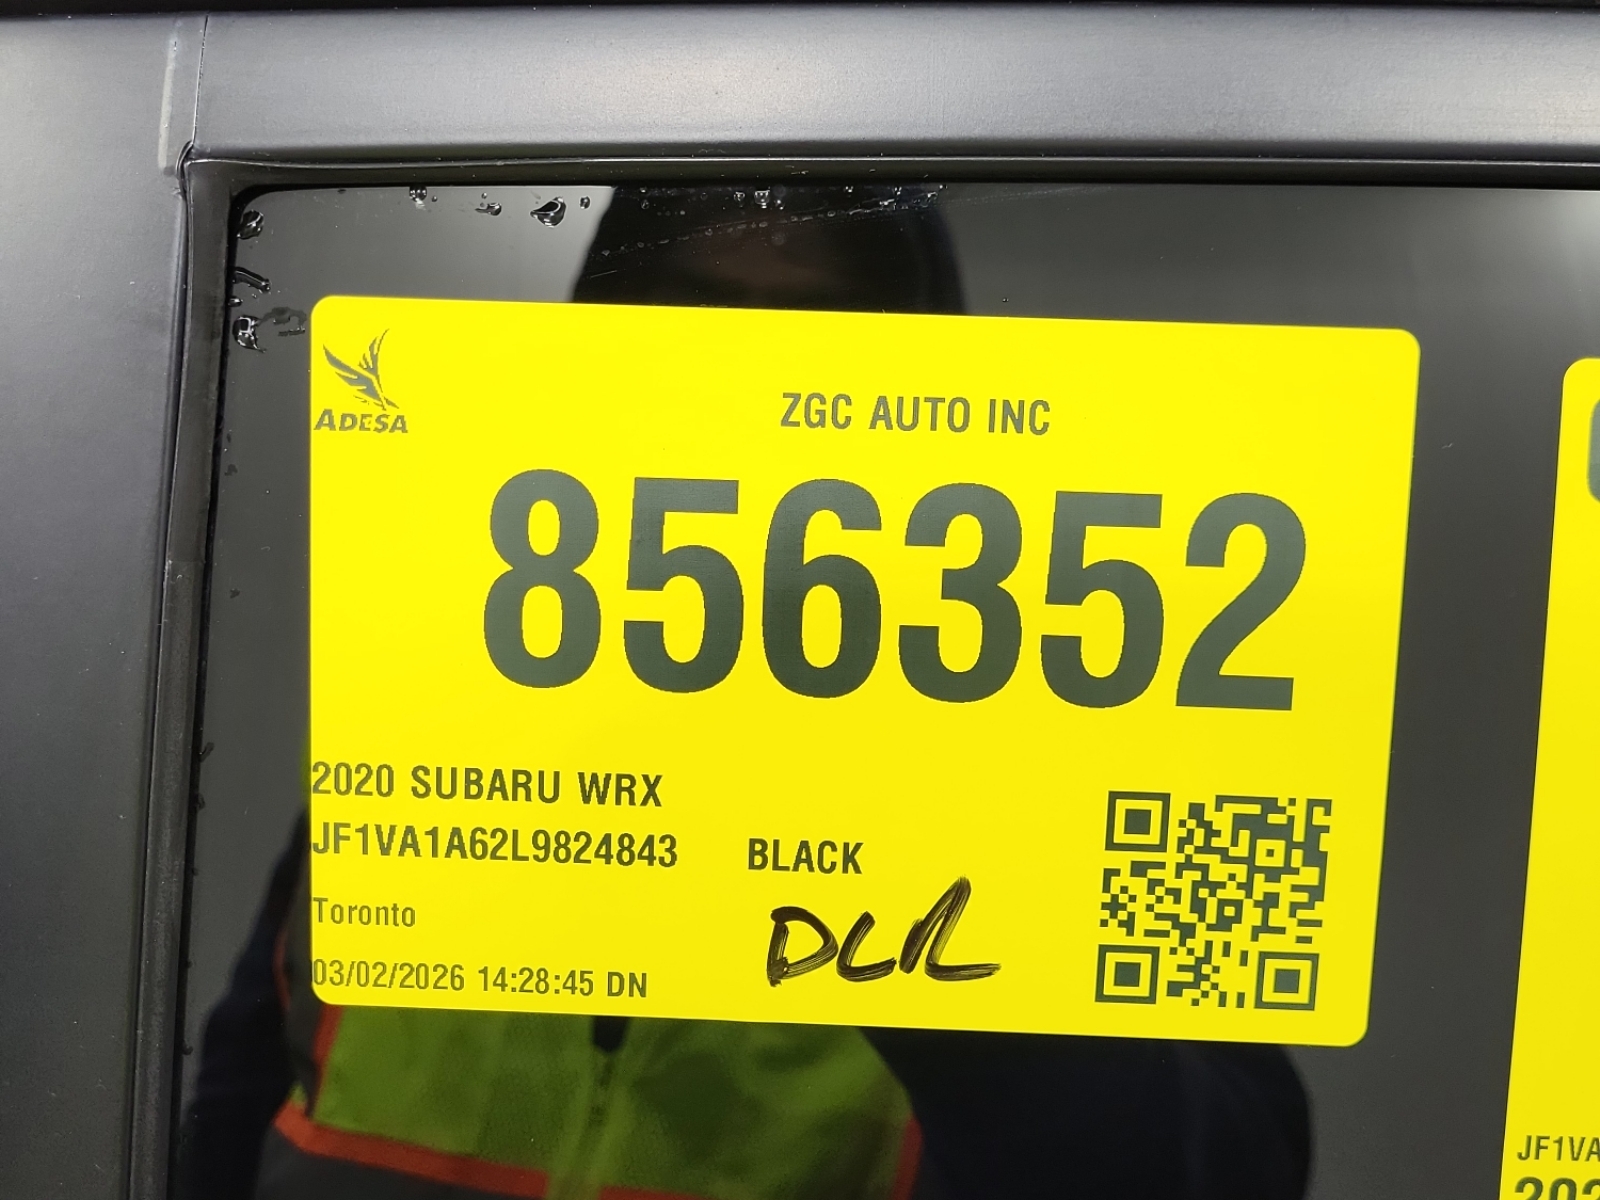 ADESA
ZGC AUTO INC
856352
2020 SUBARU WRX
JF1VA1A62L9824843 BLACK
Toronto
DLR
03/02/2026 14:28:45 DN
JF1VA